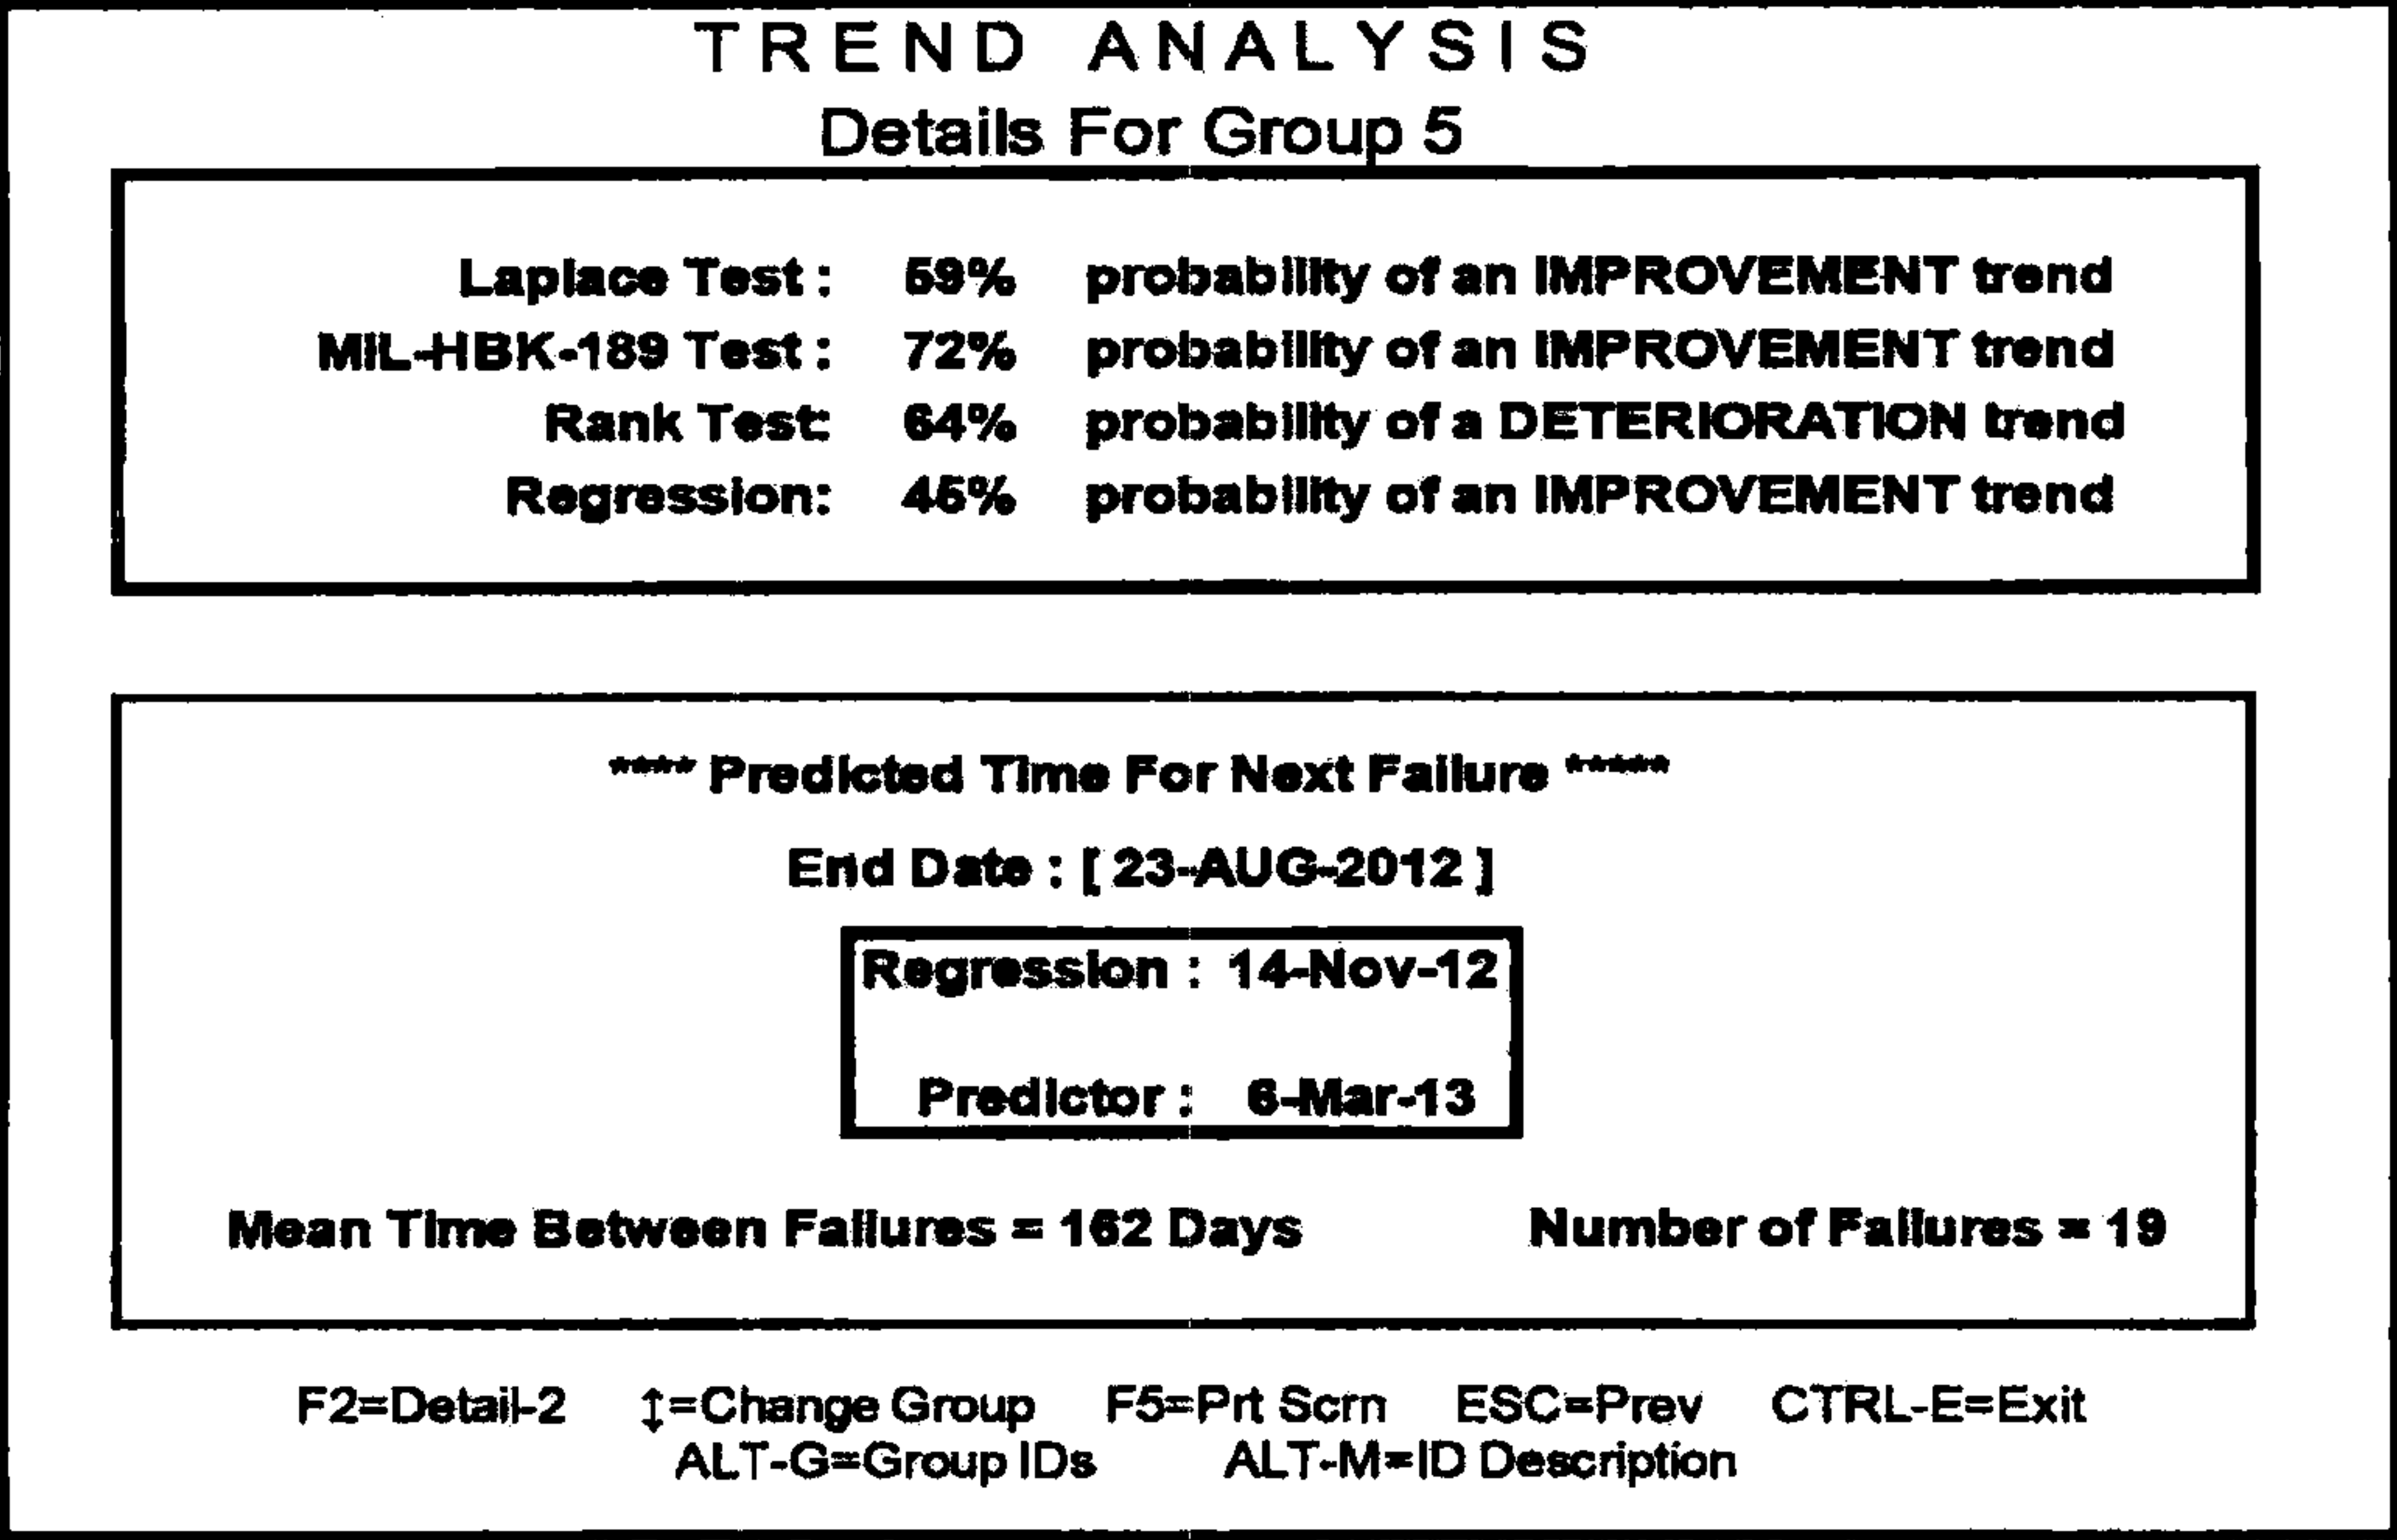 TREND ANALYSIS
Details For Group 5
Laplace Test : 59% probability of an IMPROVEMENT trend
MIL-HBK-189 Test : 72% probability of an IMPROVEMENT trend
Rank Test: 64% probability of a DETERIORATION trend
Regression: 45% probability of an IMPROVEMENT trend
**** Predicted Time For Next Failure *****
End Date : [ 23-AUG-2012 ]
Regression : 14-Nov-12
Predictor : 6-Mar-13
Mean Time Between Failures = 162 Days Number of Failures = 19
F2=Detail-2 ↕=Change Group F5=Prt Scrn ESC=Prev CTRL-E=Exit
ALT-G=Group IDs ALT-M=ID Description